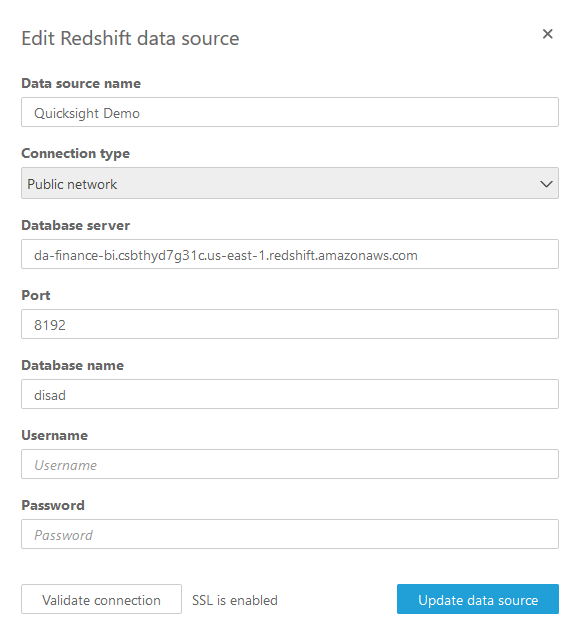 Edit Redshift data source
Data source name
Quicksight Demo
Connection type
Public network
Database server
da-finance-bi.csbthyd7g31c.us-east-1.redshift.amazonaws.com
Port
8192
Database name
disad
Username
Username
Password
Password
Validate connection SSL is enabled Update data source